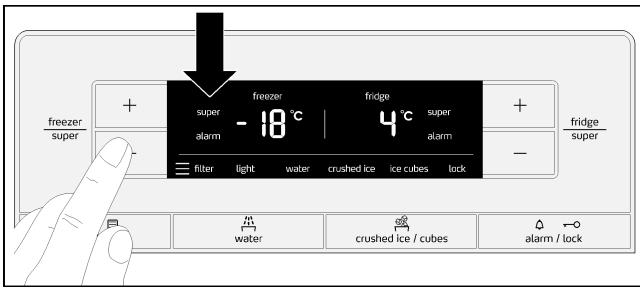 freezer
super
+
−
freezer
fridge
super
alarm
-18 °C
4 °C
super
alarm
filter light water crushed ice ice cubes lock
+
−
fridge
super
water
crushed ice / cubes
alarm / lock